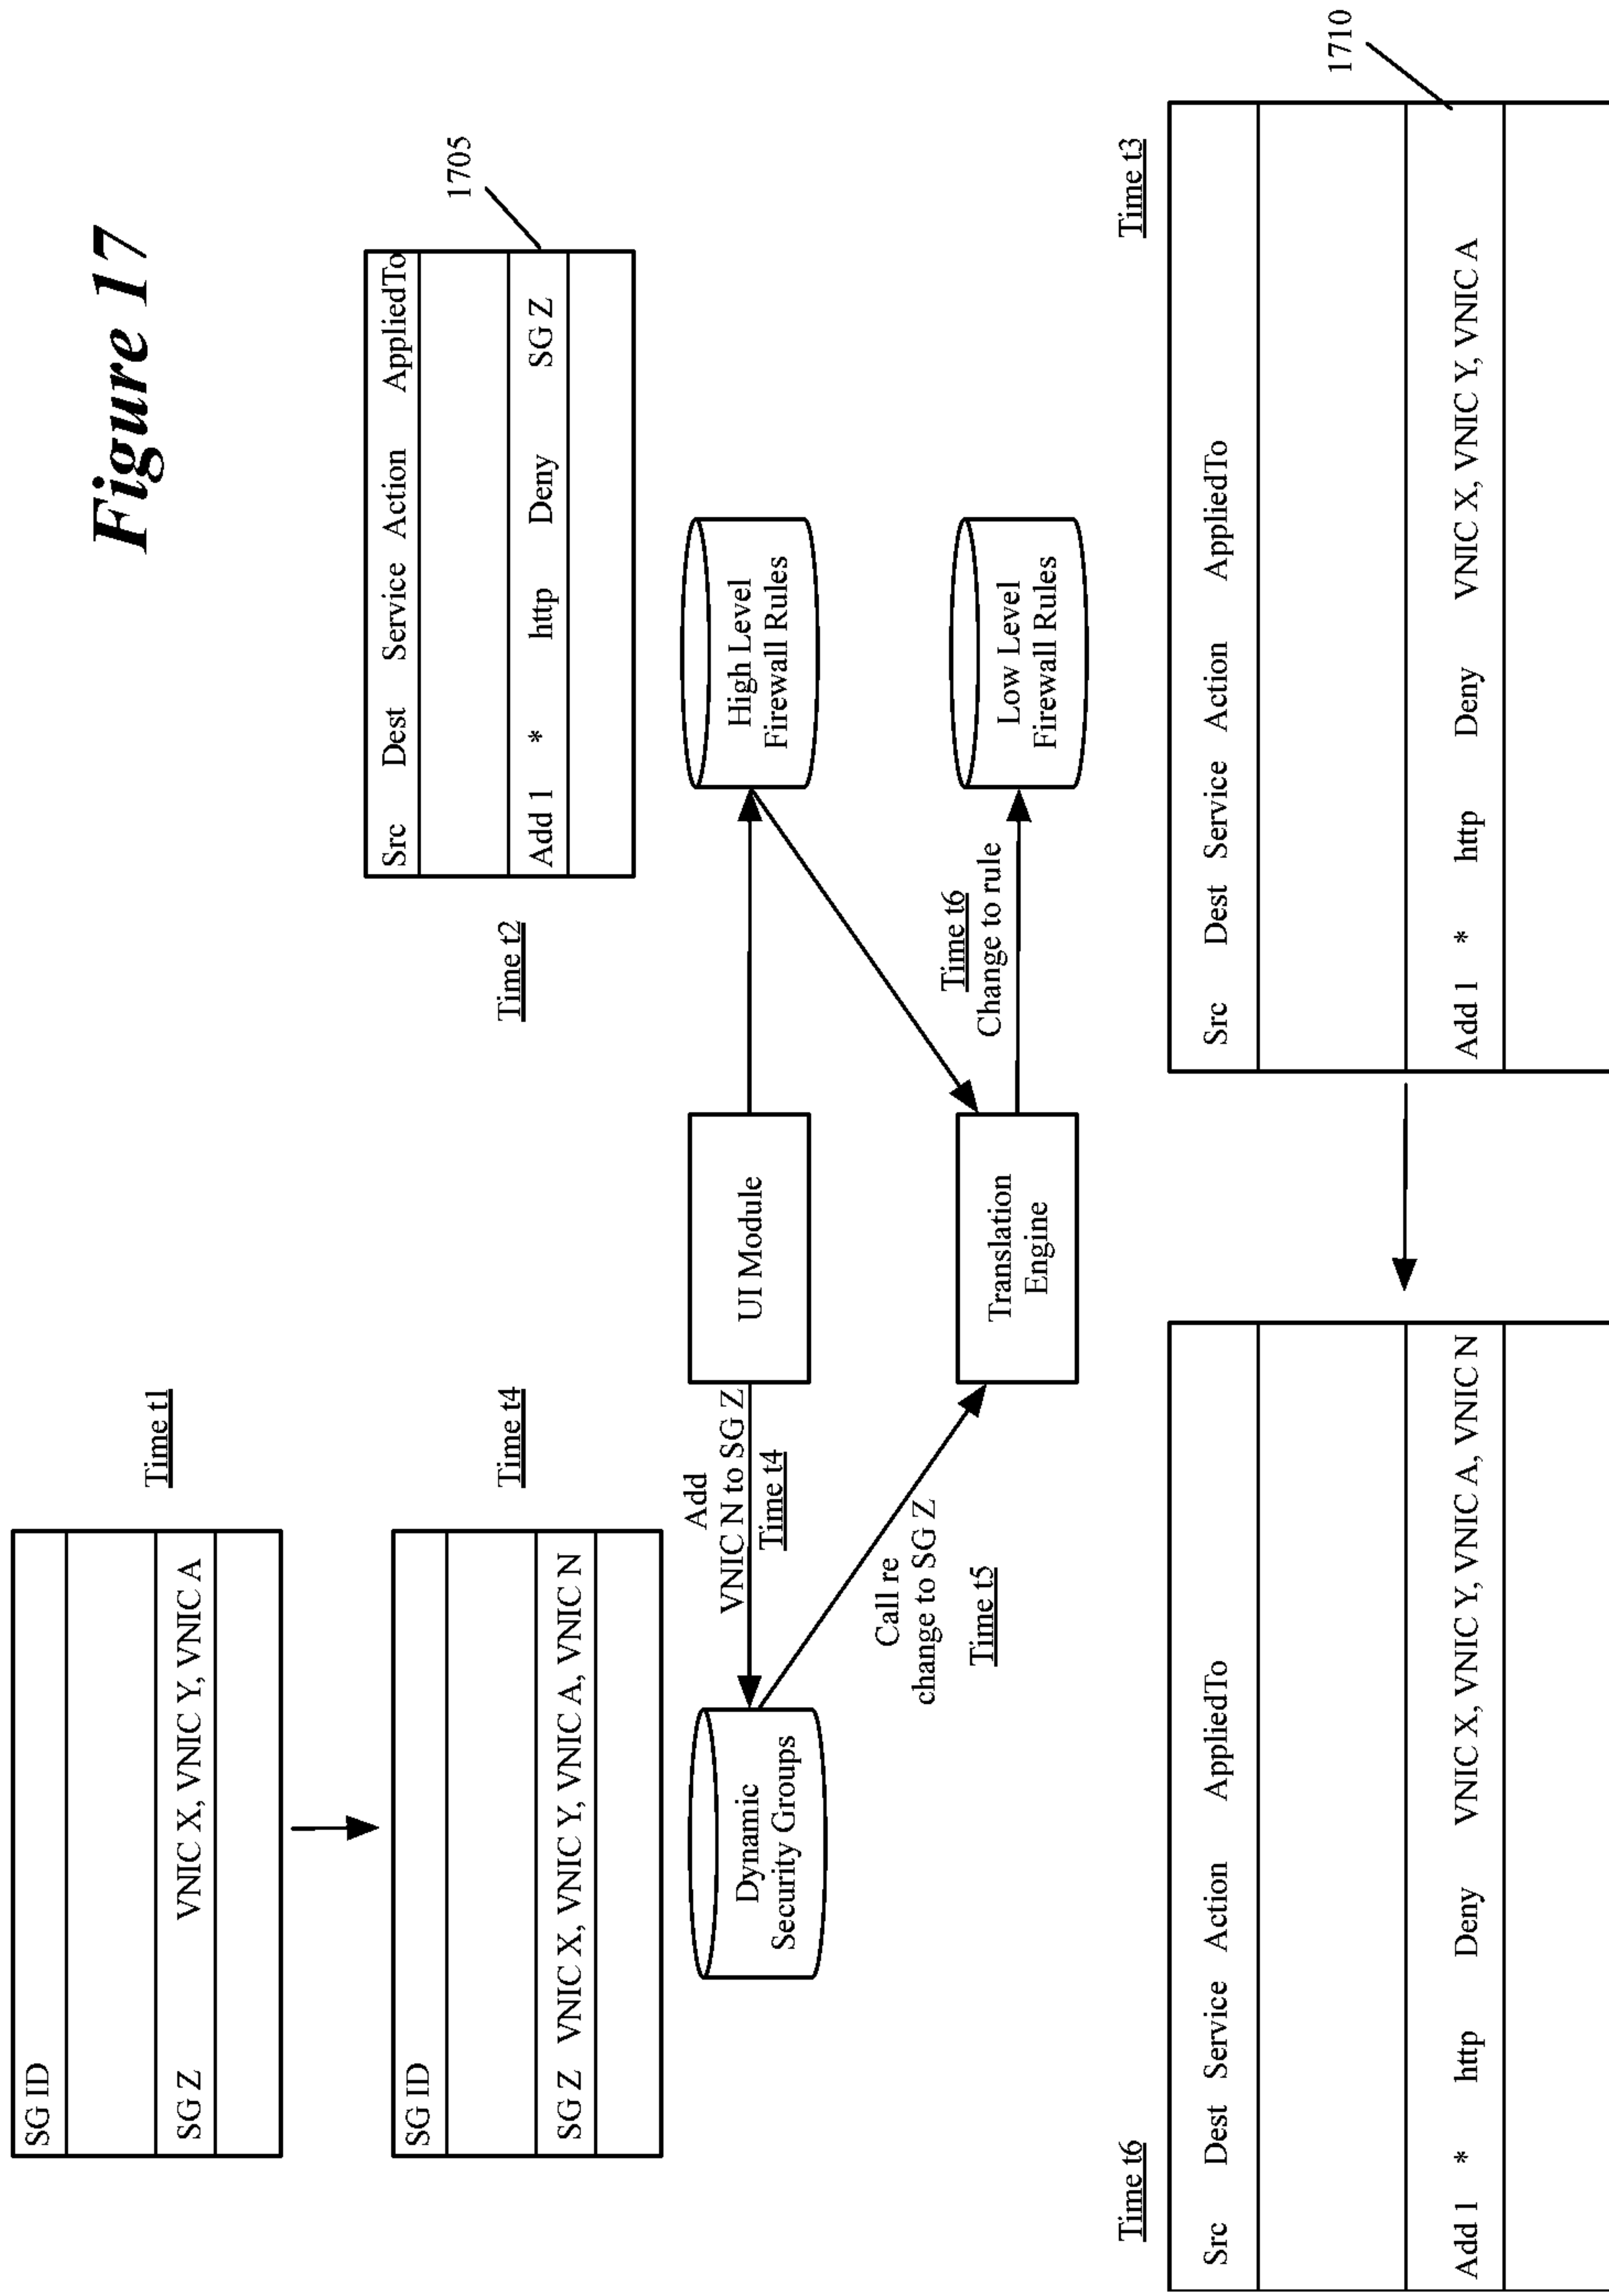 Figure 17
SG ID
SG Z VNIC X, VNIC Y, VNIC A
Time t1
SG ID
SG Z VNIC X, VNIC Y, VNIC A, VNIC N
Time t4
Time t2
Src Dest Service Action AppliedTo
Add 1 * http Deny SG Z
1705
Dynamic
Security Groups
Add
VNIC N to SG Z
Time t4
UI Module
High Level
Firewall Rules
Call re
change to SG Z
Time t5
Translation
Engine
Time t6
Change to rule
Low Level
Firewall Rules
Time t6
Src Dest Service Action AppliedTo
Add 1 * http Deny VNIC X, VNIC Y, VNIC A, VNIC N
Time t3
Src Dest Service Action AppliedTo
Add 1 * http Deny VNIC X, VNIC Y, VNIC A
1710